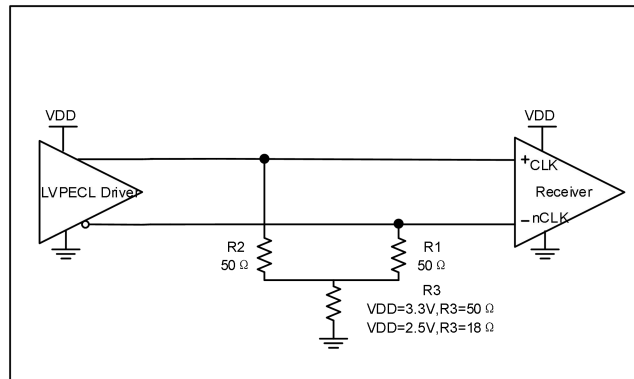 VDD
VDD
LVPECL Driver
+CLK
Receiver
-nCLK
R2
50 Ω
R1
50 Ω
R3
VDD=3.3V,R3=50 Ω
VDD=2.5V,R3=18 Ω